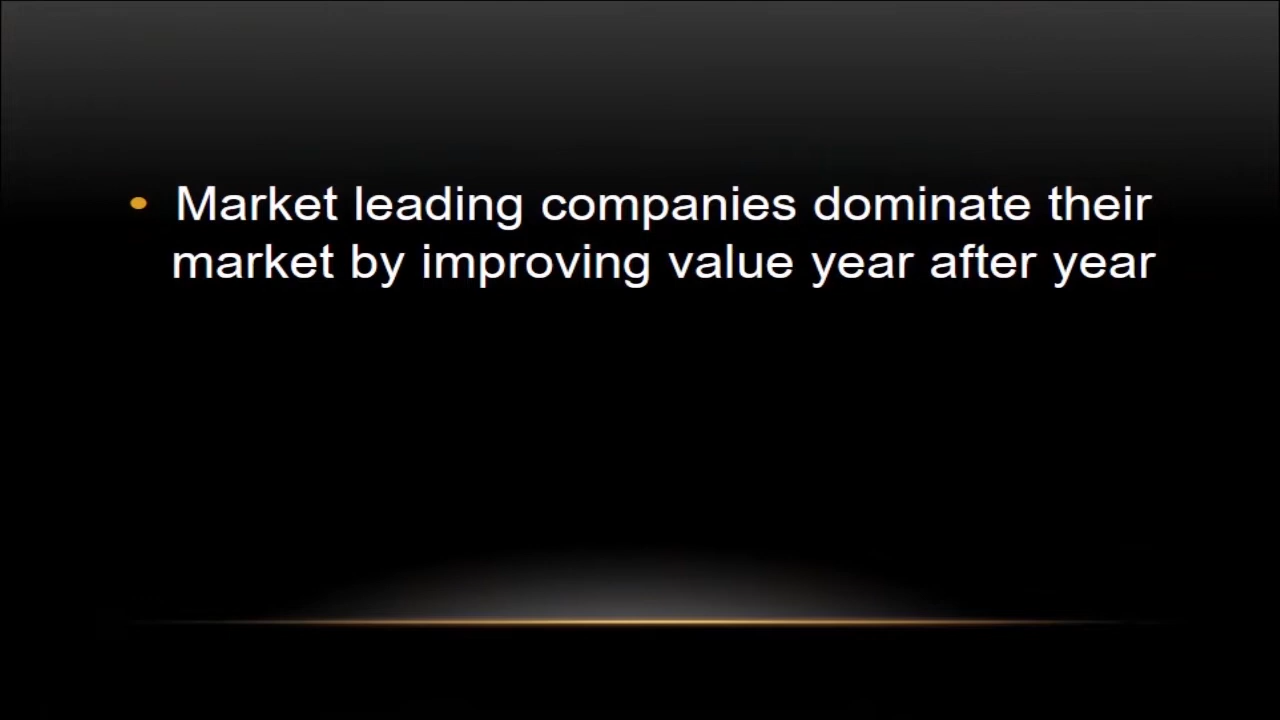 • Market leading companies dominate their
market by improving value year after year